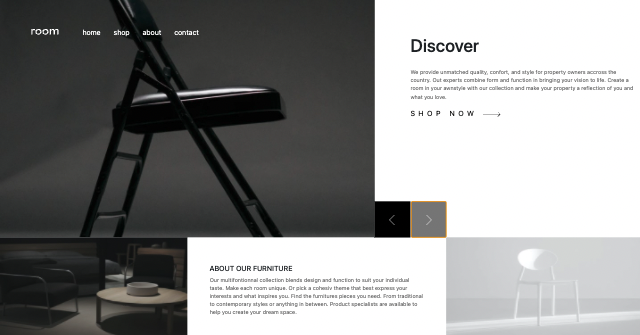 room
home shop about contact
Discover
We provide unmatched quality, confort, and style for property owners accross the
country. Out experts combine form and function in bringing your vision to life. Create a
room in your awnstyle with our collection and make your property a reflection of you and
what you love.
SHOP NOW
ABOUT OUR FURNITURE
Our multifontionnal collection blends design and function to suit your individual
taste. Make each room unique. Or pick a cohesiv theme that best express your
interests and what inspires you. Find the furnitures pieces you need. From traditional
to contemporary styles or anything in between. Product specialists are available to
help you create your dream space.